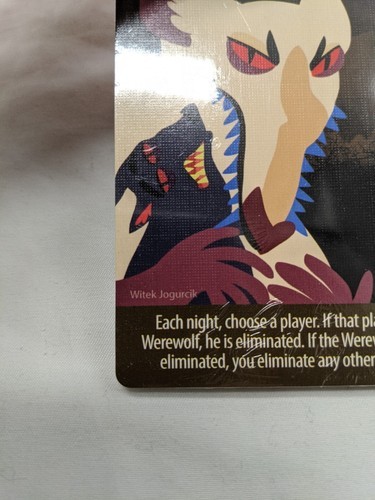 Witek Jogurcik
Each night, choose a player. If that pla
Werewolf, he is eliminated. If the Werew
eliminated, you eliminate any other